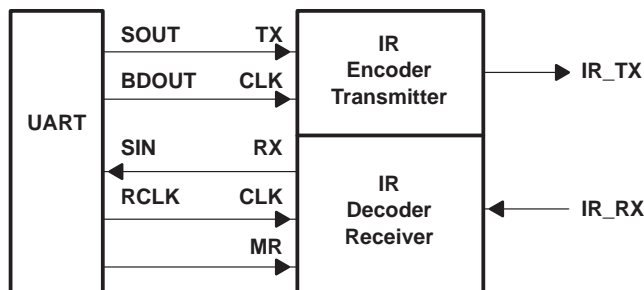 SOUT TX
BDOUT CLK
UART
SIN RX
RCLK CLK
MR
IR
Encoder
Transmitter
IR_TX
IR
Decoder
Receiver
IR_RX